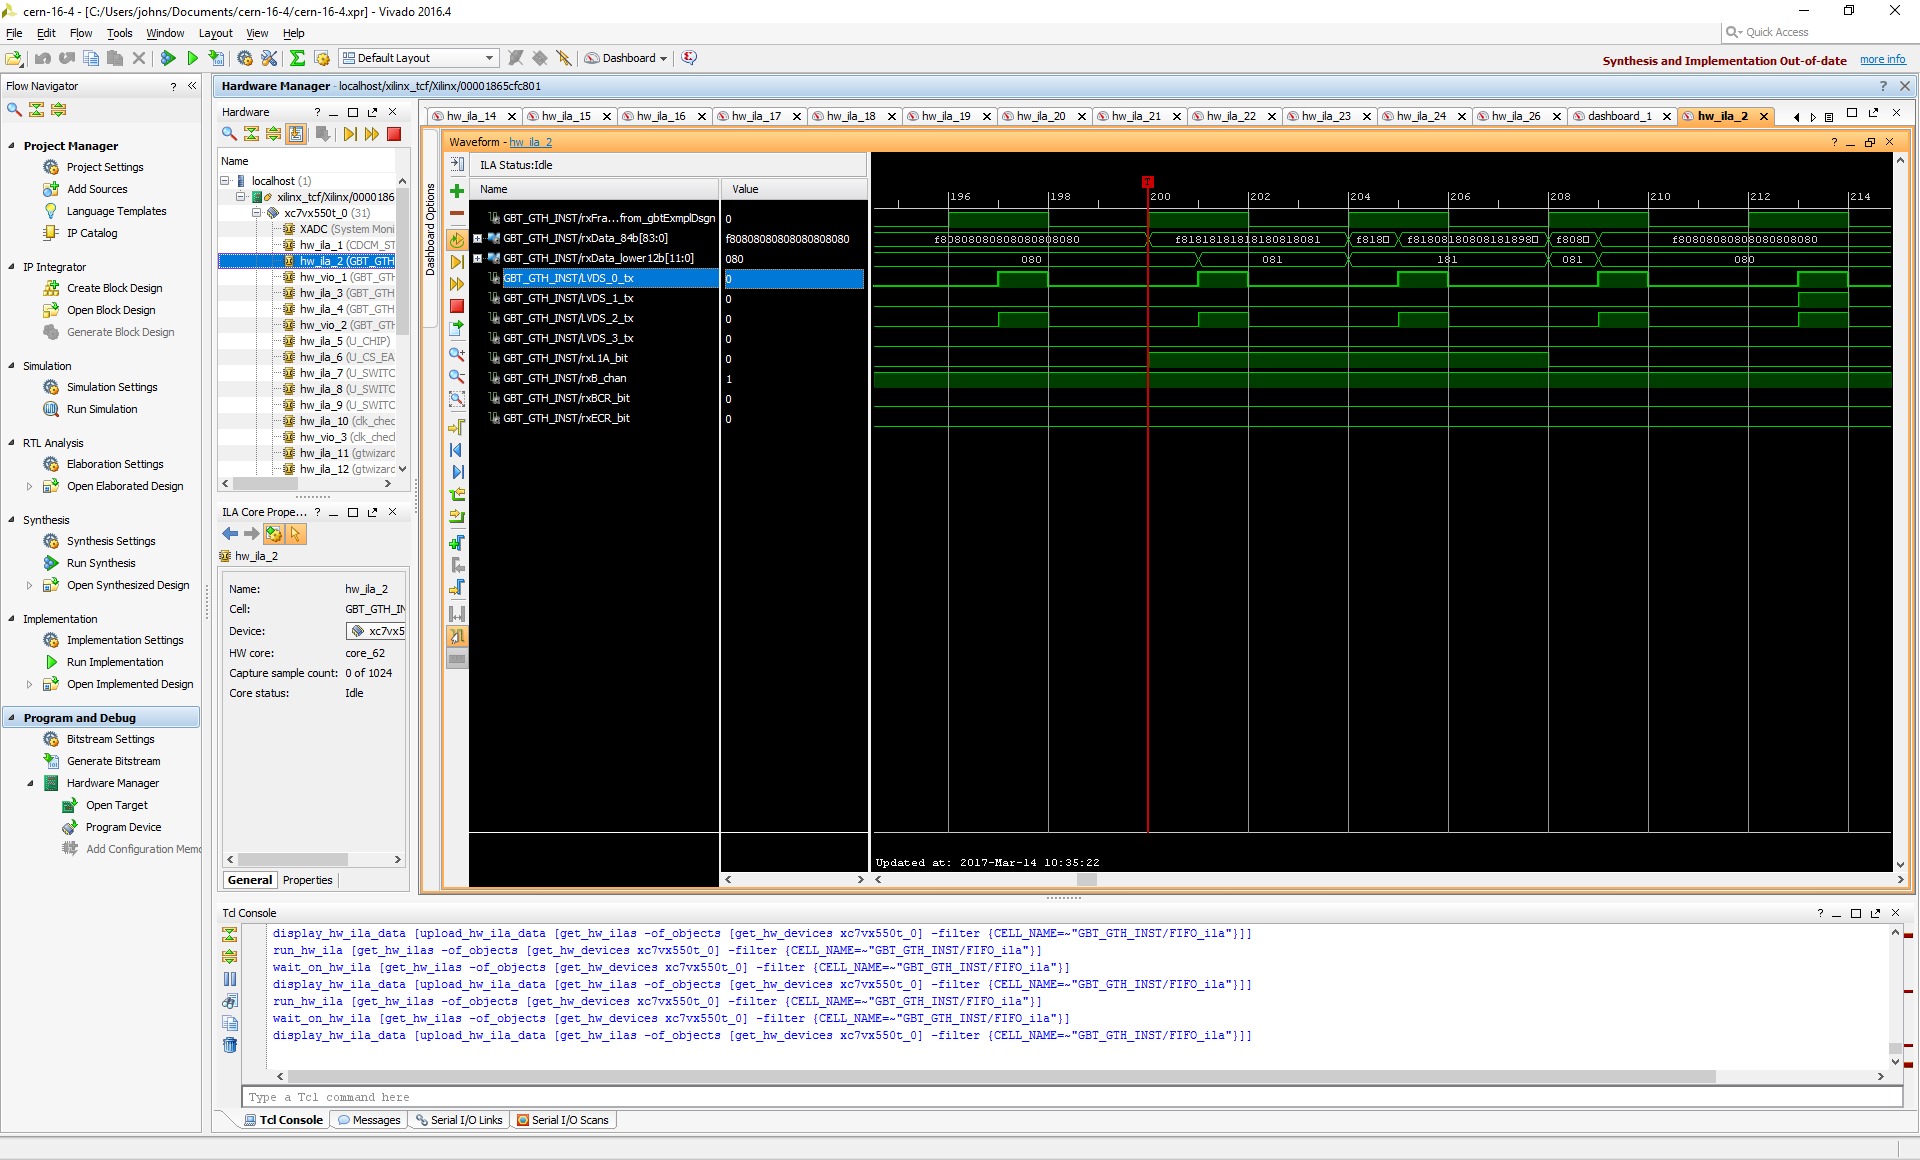 cern-16-4 - [C:/Users/johns/Documents/cern-16-4/cern-16-4.xpr] - Vivado 2016.4
File Edit Flow Tools Window Layout View Help
Quick Access
Default Layout
Dashboard
Synthesis and Implementation Out-of-date more info
Flow Navigator
Project Manager
Project Settings
Add Sources
Language Templates
IP Catalog
IP Integrator
Create Block Design
Open Block Design
Generate Block Design
Simulation
Simulation Settings
Run Simulation
RTL Analysis
Elaboration Settings
Open Elaborated Design
Synthesis
Synthesis Settings
Run Synthesis
Open Synthesized Design
Implementation
Implementation Settings
Run Implementation
Open Implemented Design
Program and Debug
Bitstream Settings
Generate Bitstream
Hardware Manager
Open Target
Program Device
Add Configuration Memo
Hardware Manager - localhost/xilinx_tcf/Xilinx/00001865cfc801
Hardware
Name
localhost (1)
xilinx_tcf/Xilinx/0000186
xc7vx550t_0 (31)
XADC (System Moni
hw_ila_1 (CDCM_ST
hw_ila_2 (GBT_GTH
hw_vio_1 (GBT_GTH
hw_ila_3 (GBT_GTH
hw_ila_4 (GBT_GTH
hw_vio_2 (GBT_GTH
hw_ila_5 (U_CHIP)
hw_ila_6 (U_CS_EA
hw_ila_7 (U_SWITC
hw_ila_8 (U_SWITC
hw_ila_9 (U_SWITC
hw_ila_10 (clk_chec
hw_vio_3 (clk_chec
hw_ila_11 (gtwizard
hw_ila_12 (gtwizard
ILA Core Prope...
hw_ila_2
Name: hw_ila_2
Cell: GBT_GTH_IN
Device: xc7vx5
HW core: core_62
Capture sample count: 0 of 1024
Core status: Idle
General Properties
hw_ila_14 hw_ila_15 hw_ila_16 hw_ila_17 hw_ila_18 hw_ila_19 hw_ila_20 hw_ila_21 hw_ila_22 hw_ila_23 hw_ila_24 hw_ila_26 dashboard_1 hw_ila_2
Dashboard Options
Waveform - hw_ila_2
ILA Status:Idle
Name Value
196 198 200 202 204 206 208 210 212 214
GBT_GTH_INST/rxFra...from_gbtExmplDsgn 0
GBT_GTH_INST/rxData_84b[83:0] f80808080808080808080 f80808080808080808080 f81818181818180818081 f818 f8180818080818189 8 f808 f80808080808080808080
GBT_GTH_INST/rxData_lower12b[11:0] 080 080 081 181 081 080
GBT_GTH_INST/LVDS_0_tx 0
GBT_GTH_INST/LVDS_1_tx 0
GBT_GTH_INST/LVDS_2_tx 0
GBT_GTH_INST/LVDS_3_tx 0
GBT_GTH_INST/rxL1A_bit 0
GBT_GTH_INST/rxB_chan 1
GBT_GTH_INST/rxBCR_bit 0
GBT_GTH_INST/rxECR_bit 0
Updated at: 2017-Mar-14 10:35:22
Tcl Console
display_hw_ila_data [upload_hw_ila_data [get_hw_ilas -of_objects [get_hw_devices xc7vx550t_0] -filter {CELL_NAME=~"GBT_GTH_INST/FIFO_ila"}]]
run_hw_ila [get_hw_ilas -of_objects [get_hw_devices xc7vx550t_0] -filter {CELL_NAME=~"GBT_GTH_INST/FIFO_ila"}]
wait_on_hw_ila [get_hw_ilas -of_objects [get_hw_devices xc7vx550t_0] -filter {CELL_NAME=~"GBT_GTH_INST/FIFO_ila"}]
display_hw_ila_data [upload_hw_ila_data [get_hw_ilas -of_objects [get_hw_devices xc7vx550t_0] -filter {CELL_NAME=~"GBT_GTH_INST/FIFO_ila"}]]
run_hw_ila [get_hw_ilas -of_objects [get_hw_devices xc7vx550t_0] -filter {CELL_NAME=~"GBT_GTH_INST/FIFO_ila"}]
wait_on_hw_ila [get_hw_ilas -of_objects [get_hw_devices xc7vx550t_0] -filter {CELL_NAME=~"GBT_GTH_INST/FIFO_ila"}]
display_hw_ila_data [upload_hw_ila_data [get_hw_ilas -of_objects [get_hw_devices xc7vx550t_0] -filter {CELL_NAME=~"GBT_GTH_INST/FIFO_ila"}]]
Type a Tcl command here
Tcl Console Messages Serial I/O Links Serial I/O Scans